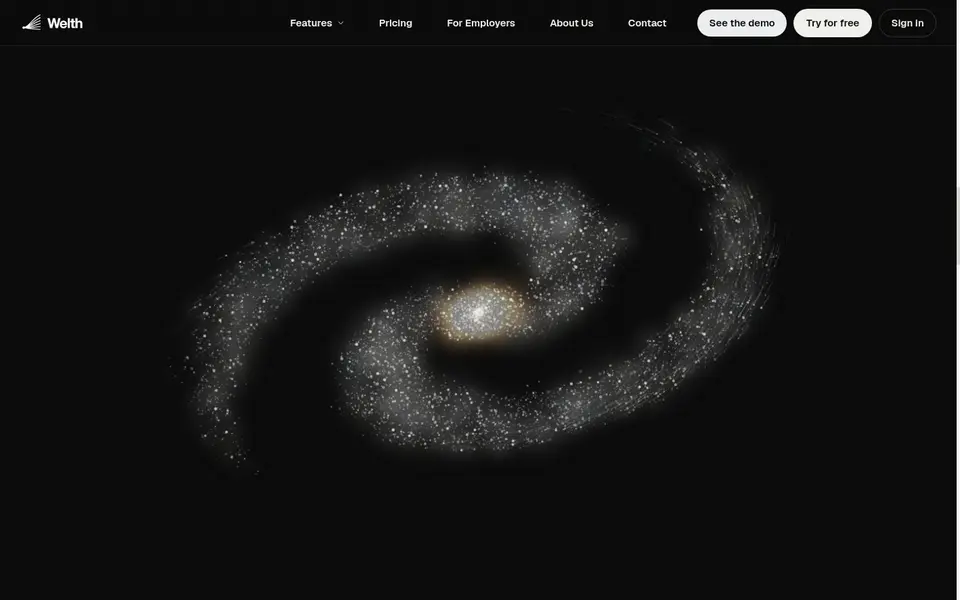 Welth
Features
Pricing
For Employers
About Us
Contact
See the demo
Try for free
Sign in